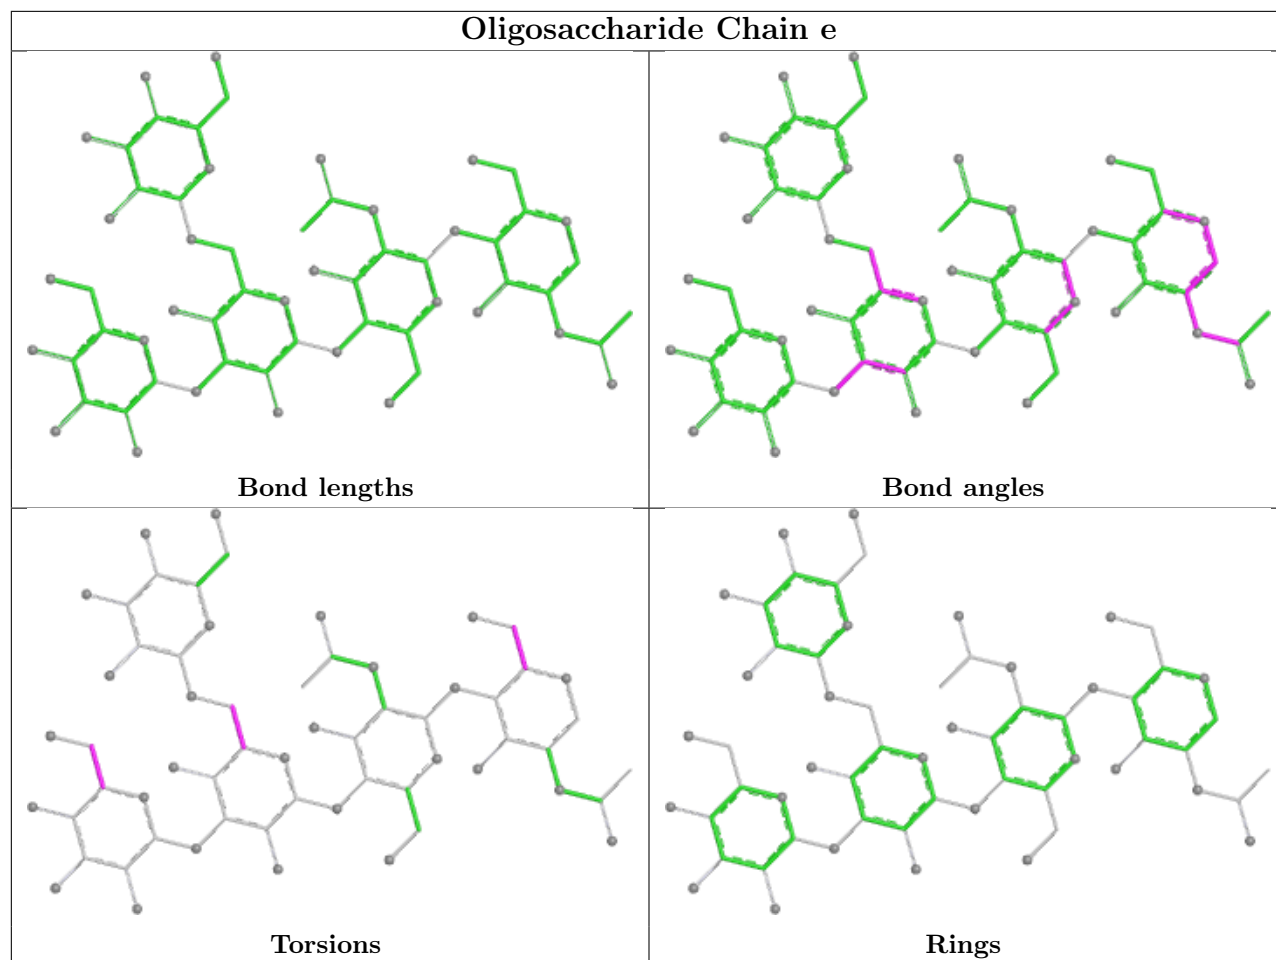 Oligosaccharide Chain e
Bond lengths
Bond angles
Torsions
Rings